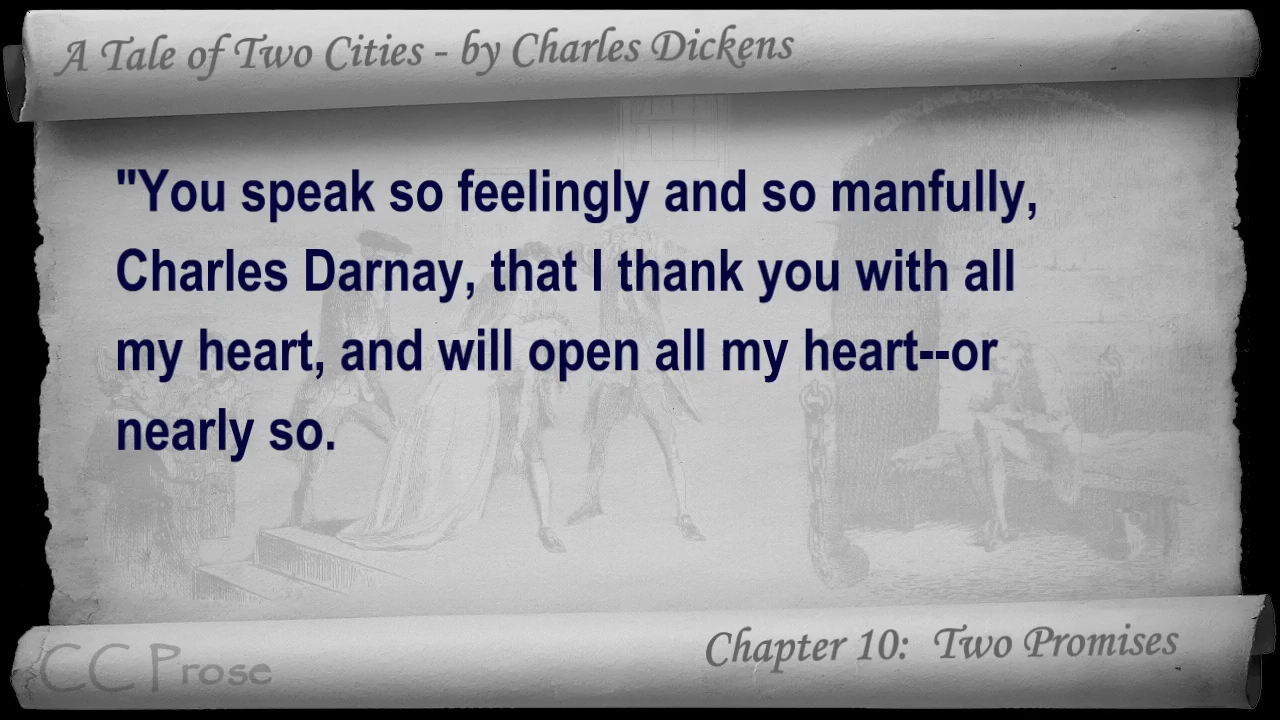 A Tale of Two Cities - by Charles Dickens
"You speak so feelingly and so manfully,
Charles Darnay, that I thank you with all
my heart, and will open all my heart--or
nearly so.
CC Prose
Chapter 10: Two Promises